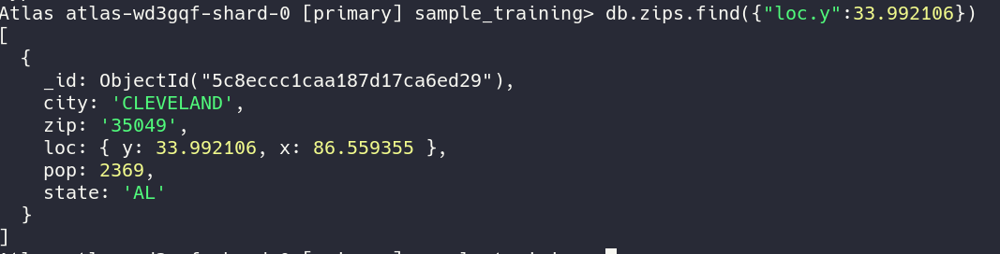 Atlas atlas-wd3gqf-shard-0 [primary] sample_training> db.zips.find({"loc.y":33.992106})
[
  {
    _id: ObjectId("5c8eccc1caa187d17ca6ed29"),
    city: 'CLEVELAND',
    zip: '35049',
    loc: { y: 33.992106, x: 86.559355 },
    pop: 2369,
    state: 'AL'
  }
]